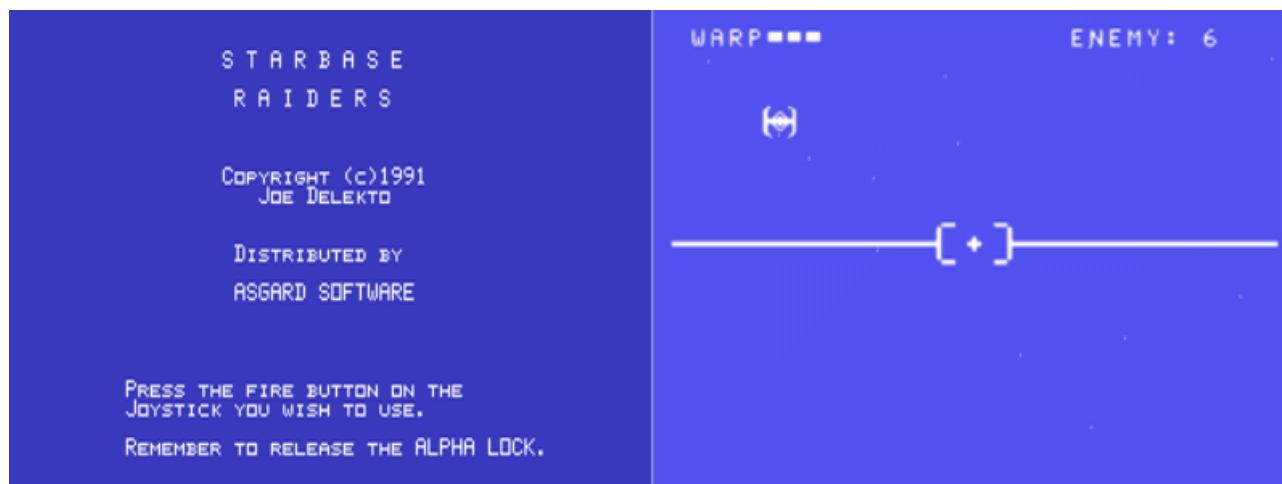 S T A R B A S E
R A I D E R S
Copyright (c)1991
Joe Delekto
Distributed by
ASGARD SOFTWARE
Press the fire button on the
Joystick you wish to use.
Remember to release the ALPHA LOCK.
WARP
ENEMY: 6